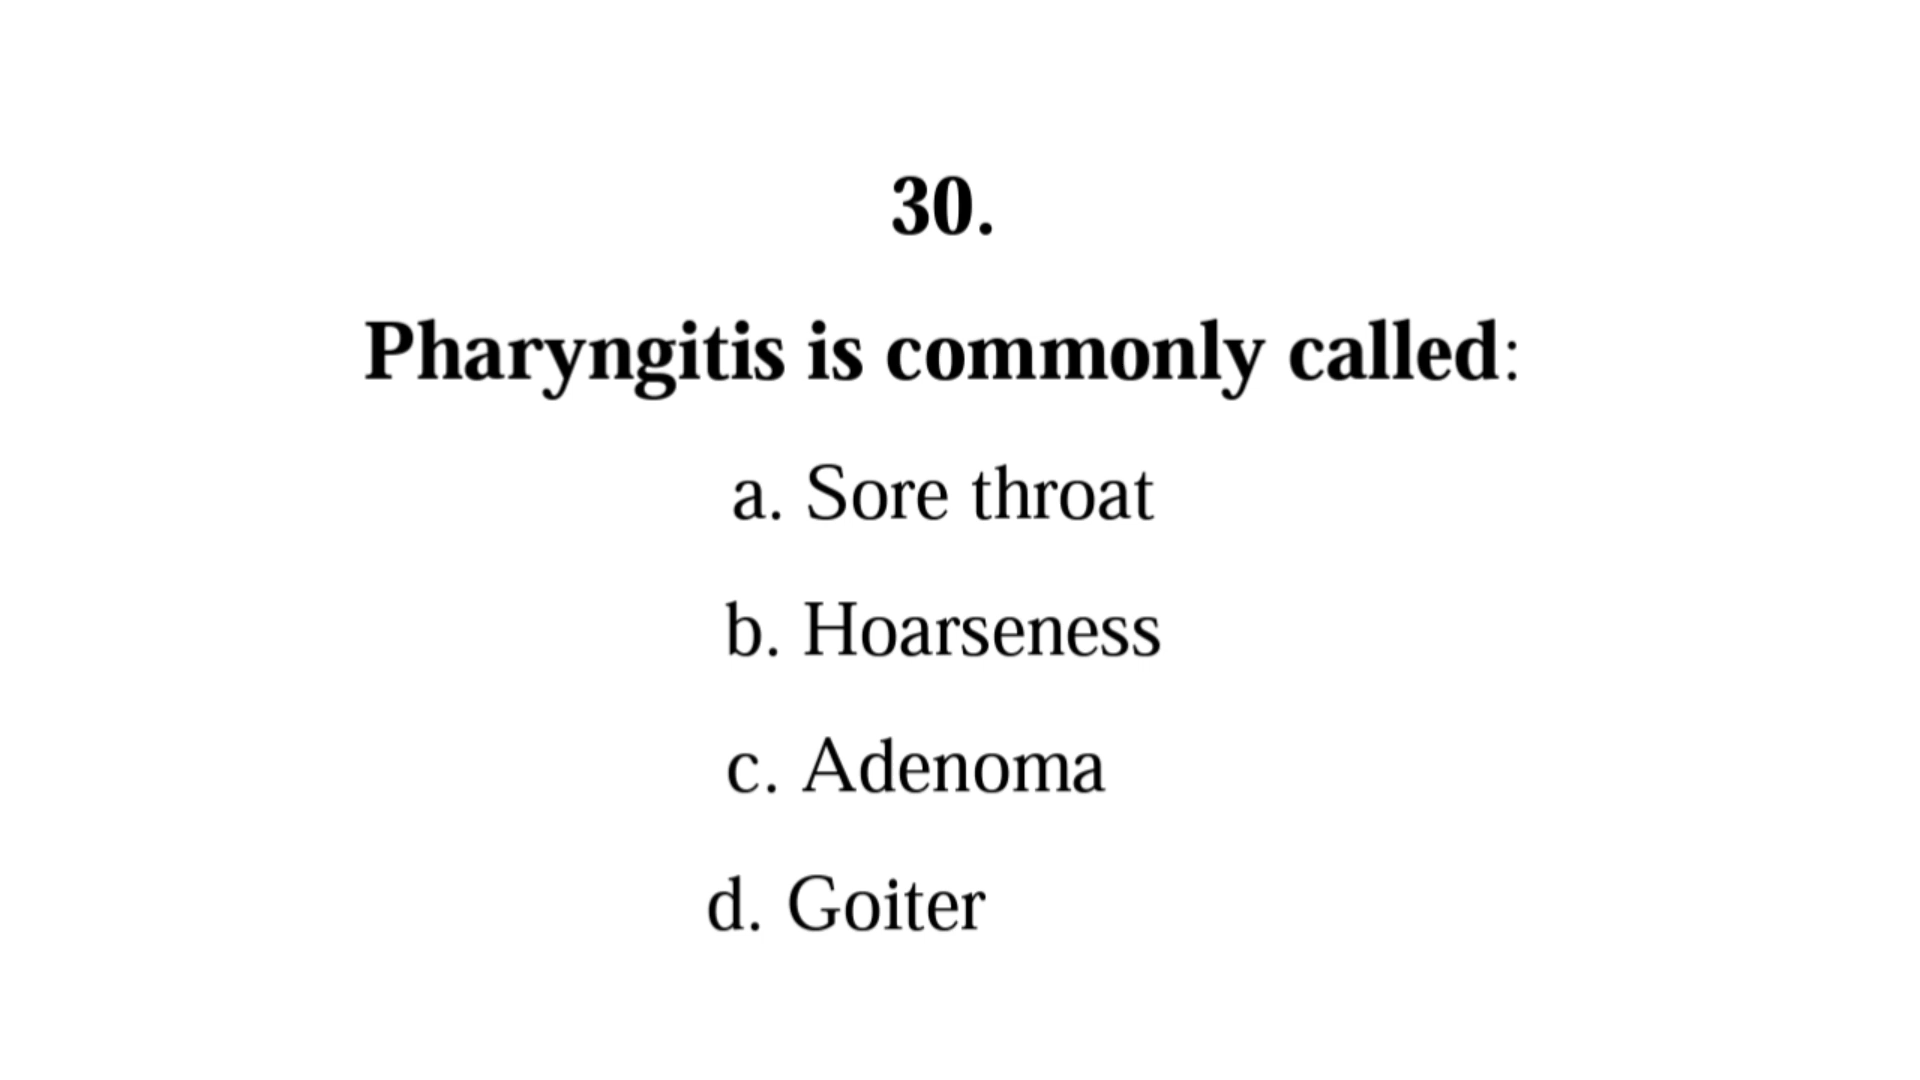 30.
Pharyngitis is commonly called:
a. Sore throat
b. Hoarseness
c. Adenoma
d. Goiter